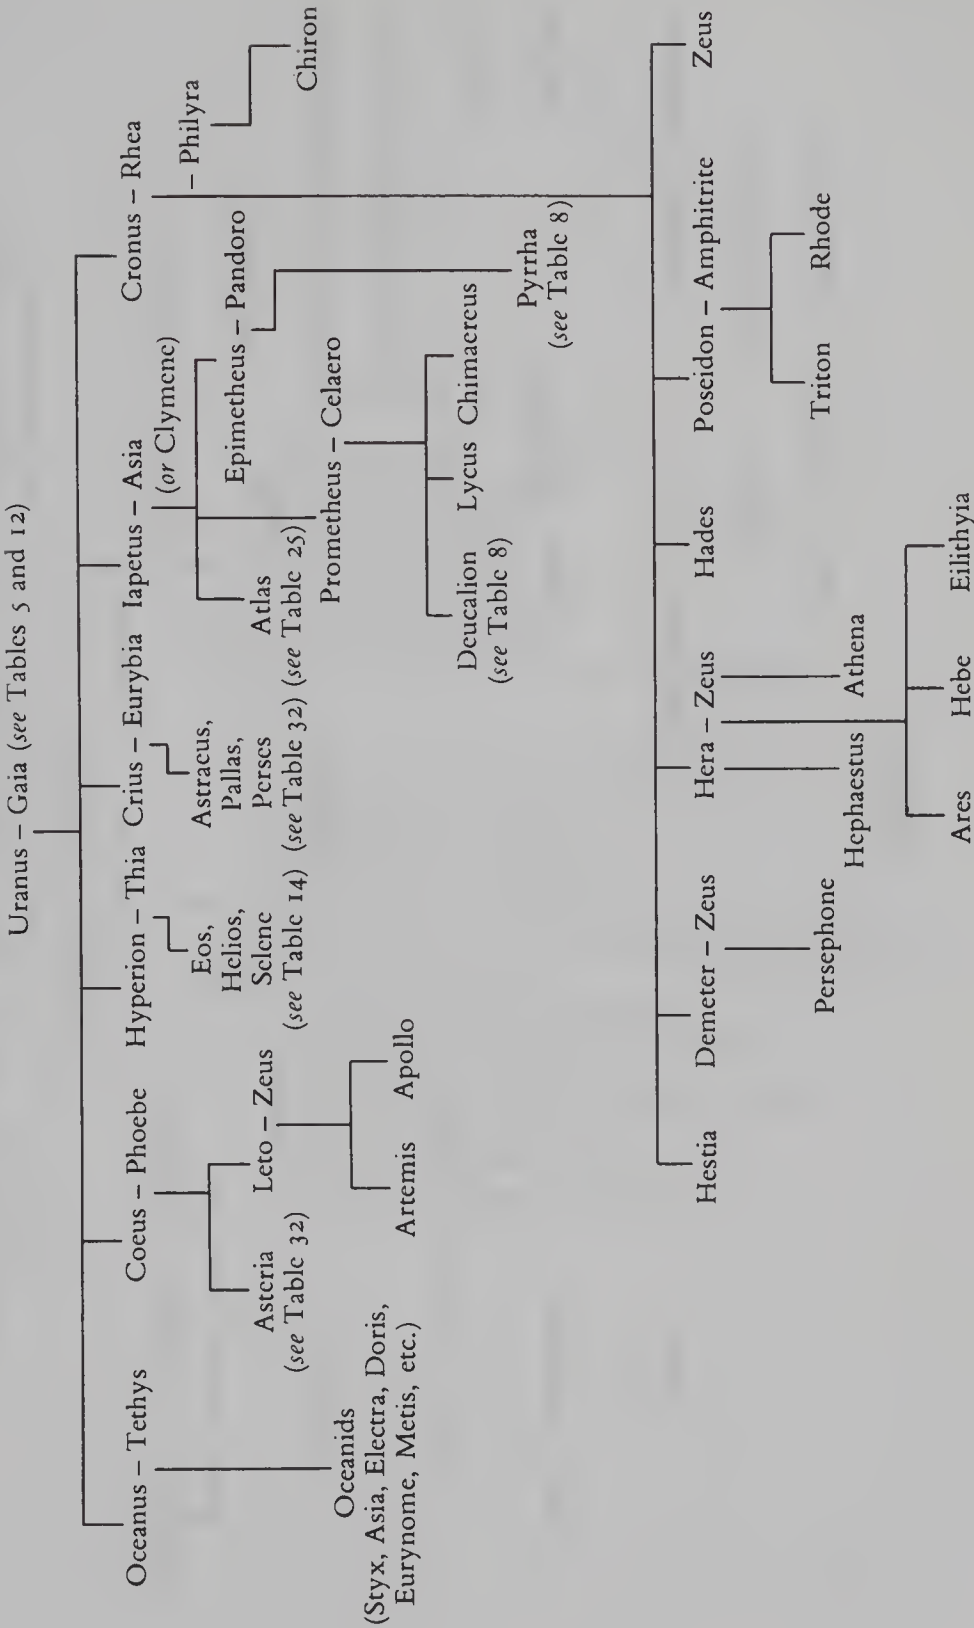 Uranus – Gaia (see Tables 5 and 12)
Oceanus – Tethys
Coeus – Phoebe
Hyperion – Thia
Crius – Eurybia
Iapetus – Asia
(or Clymene)
Cronus – Rhea
– Philyra
Chiron
Oceanids
(Styx, Asia, Electra, Doris,
Eurynome, Metis, etc.)
Asteria
(see Table 32)
Leto – Zeus
Artemis
Apollo
Eos,
Helios,
Selene
(see Table 14)
Astraeus,
Pallas,
Perses
(see Table 32)
Atlas
(see Table 25)
Epimetheus – Pandoro
Prometheus – Celaero
Deucalion
(see Table 8)
Lycus
Chimaereus
Pyrrha
(see Table 8)
Hestia
Demeter – Zeus
Hera – Zeus
Hades
Poseidon – Amphitrite
Zeus
Persephone
Hephaestus
Athena
Triton
Rhode
Ares
Hebe
Eilithyia